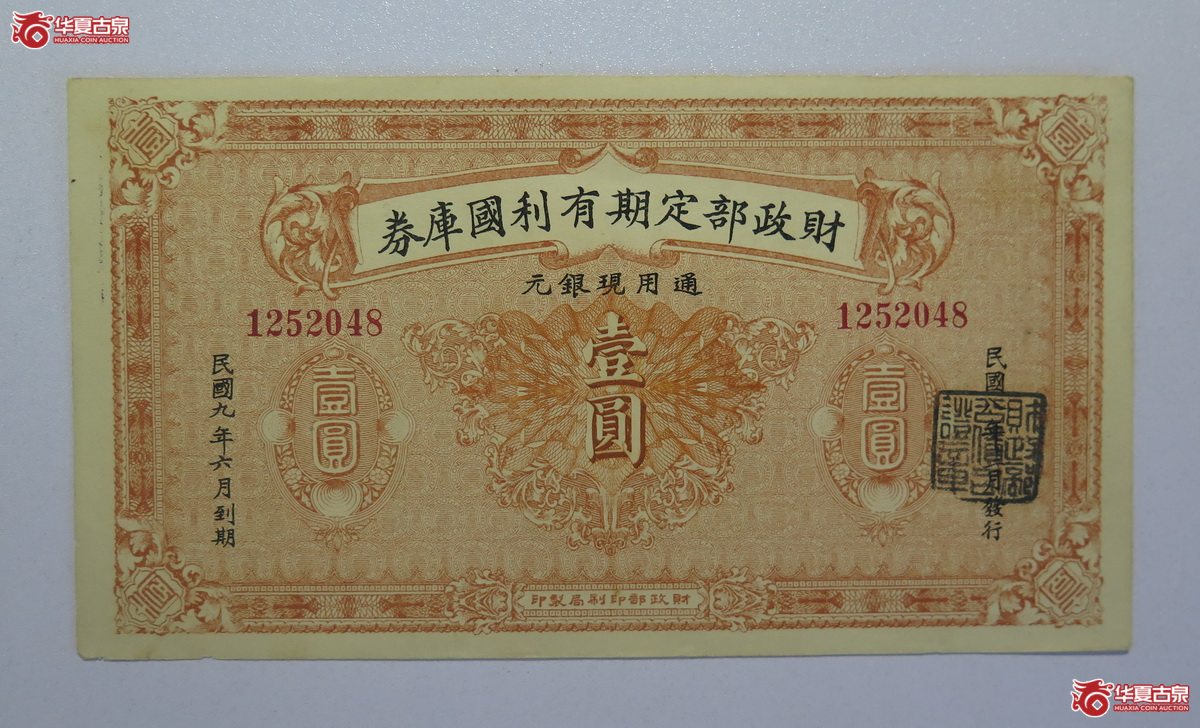 华夏古泉
HUAXIA COIN AUCTION
財政部定期有利國庫券
通用現銀元
1252048
1252048
壹圓
壹圓
壹圓
民國
月發行
財政部
民國九年六月到期
財政部印刷局製印
华夏古泉
HUAXIA COIN AUCTION